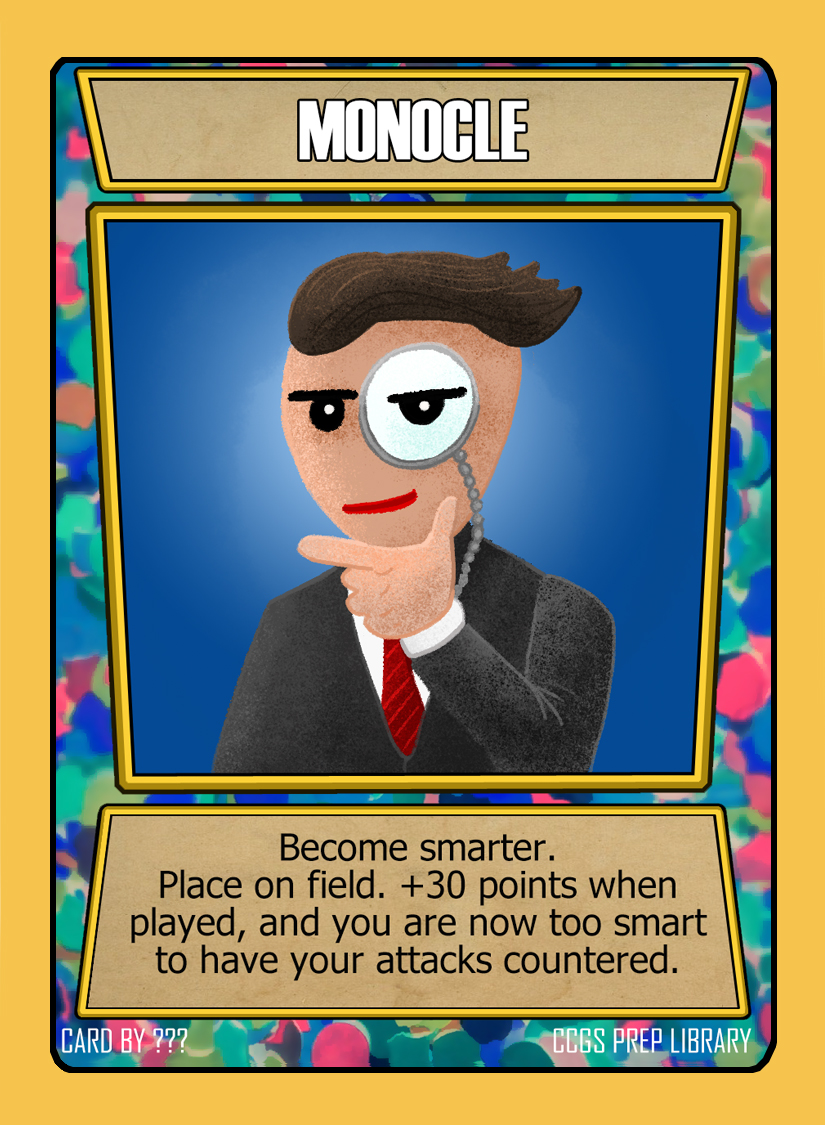 MONOCLE
Become smarter.
Place on field. +30 points when
played, and you are now too smart
to have your attacks countered.
CARD BY ???
CCGS PREP LIBRARY